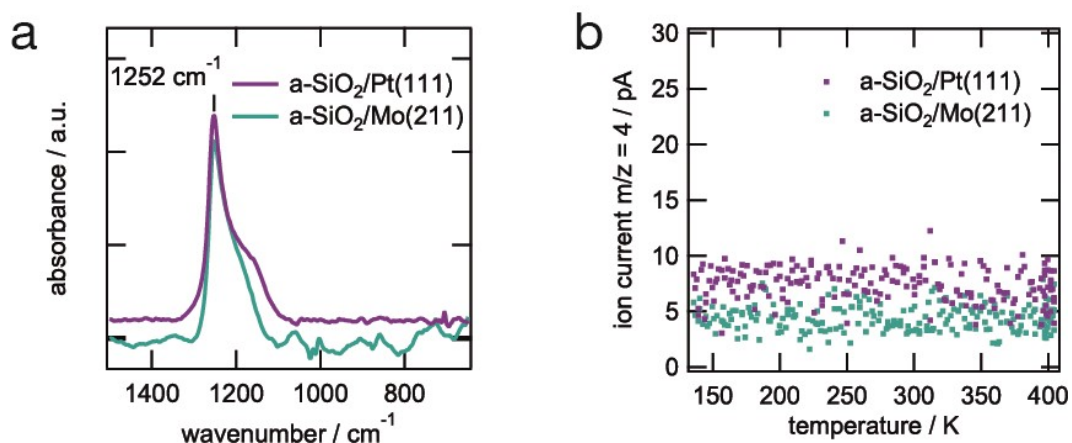 a
1252 cm⁻¹
a-SiO₂/Pt(111)
a-SiO₂/Mo(211)
absorbance / a.u.
1400 1200 1000 800
wavenumber / cm⁻¹
b
a-SiO₂/Pt(111)
a-SiO₂/Mo(211)
ion current m/z = 4 / pA
30
25
20
15
10
5
0
150 200 250 300 350 400
temperature / K